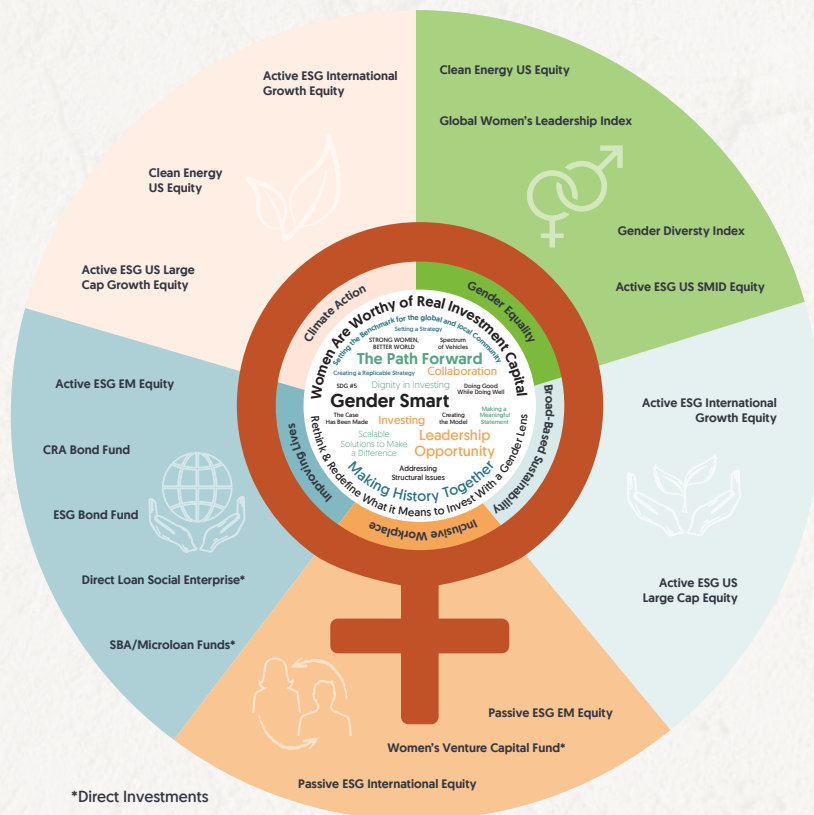 Active ESG International
Growth Equity
Clean Energy
US Equity
Active ESG US Large
Cap Growth Equity
Clean Energy US Equity
Global Women's Leadership Index
Gender Diversty Index
Active ESG US SMID Equity
Active ESG EM Equity
CRA Bond Fund
ESG Bond Fund
Direct Loan Social Enterprise*
SBA/Microloan Funds*
Active ESG International
Growth Equity
Active ESG US
Large Cap Equity
Passive ESG EM Equity
Women's Venture Capital Fund*
Passive ESG International Equity
Climate Action
Gender Equality
Broad-Based Sustainability
Inclusive Workplace
Improving Lives
Women Are Worthy of Real Investment Capital
Setting the Benchmark for the global and local Community
Setting a Strategy
STRONG WOMEN,
BETTER WORLD
Spectrum
of Vehicles
The Path Forward
Creating a Replicable Strategy
Collaboration
SDG #5
Dignity in Investing
Doing Good
While Doing Well
Gender Smart
The Case
Has Been Made
Investing
Creating
the Model
Making a
Meaningful
Statement
Scalable
Solutions to Make
a Difference
Leadership
Opportunity
Addressing
Structural Issues
Making History Together
Rethink & Redefine What it Means to Invest With a Gender Lens
*Direct Investments